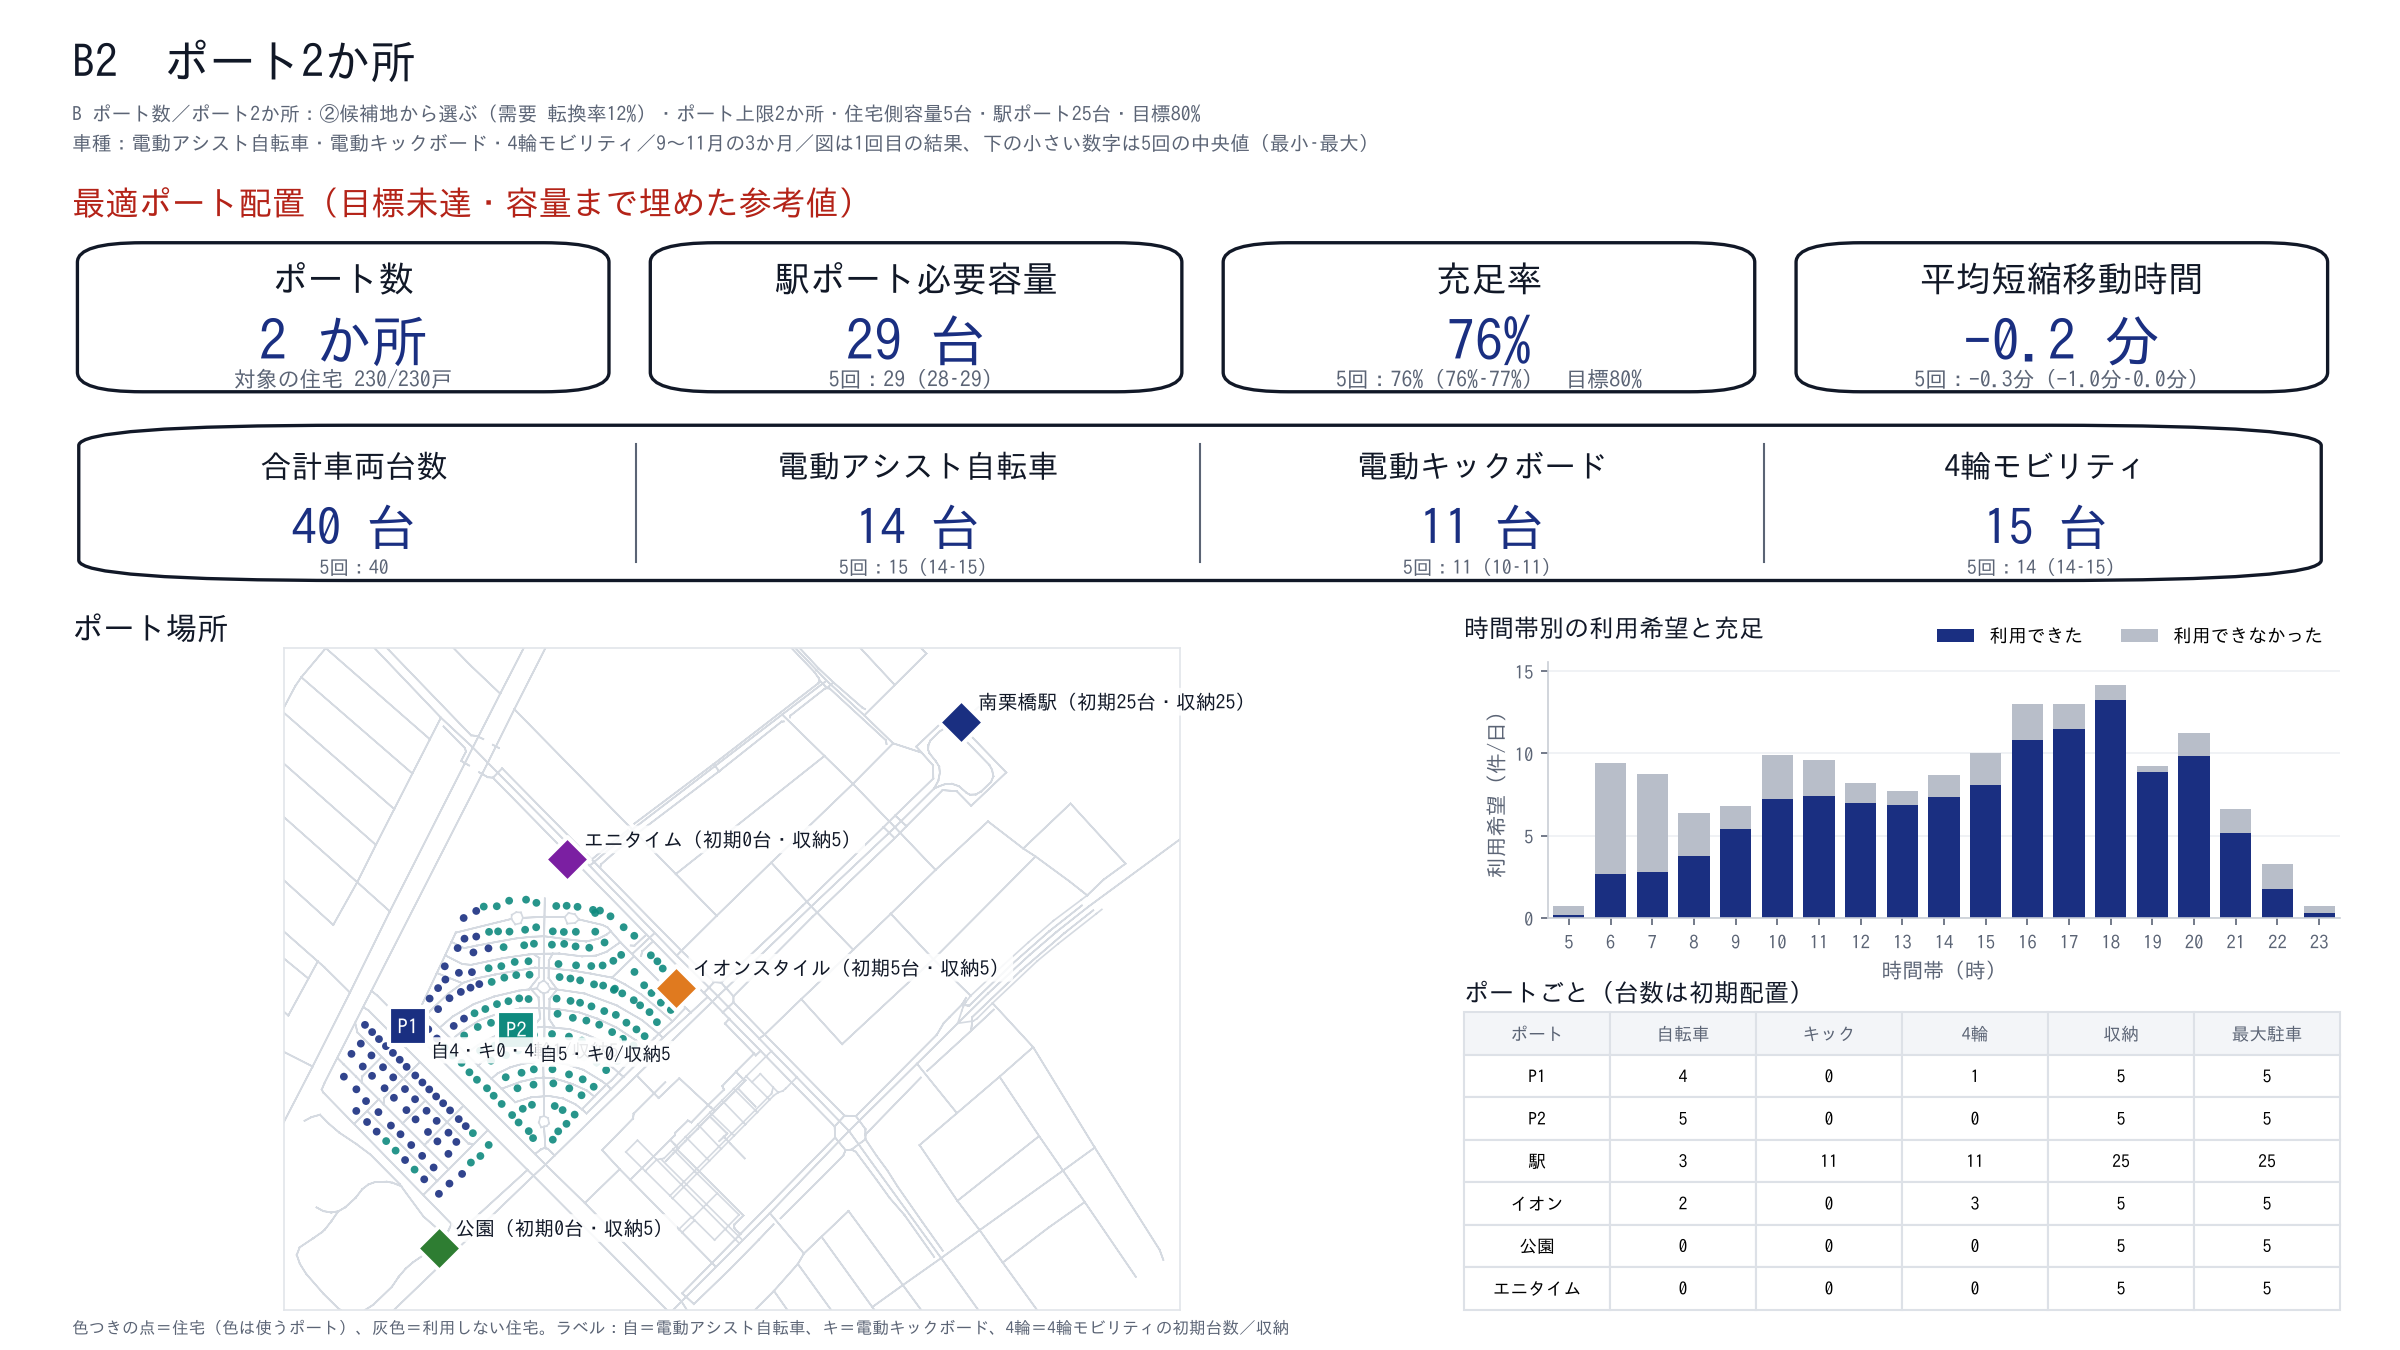 B2　ポート2か所
B ポート数／ポート2か所：②候補地から選ぶ（需要 転換率12%）・ポート上限2か所・住宅側容量5台・駅ポート25台・目標80%
車種：電動アシスト自転車・電動キックボード・4輪モビリティ／9〜11月の3か月／図は1回目の結果、下の小さい数字は5回の中央値（最小-最大）
最適ポート配置（目標未達・容量まで埋めた参考値）
ポート数
2 か所
対象の住宅 230/230戸
駅ポート必要容量
29 台
5回：29（28-29）
充足率
76%
5回：76%（76%-77%）　目標80%
平均短縮移動時間
-0.2 分
5回：-0.3分（-1.0分-0.0分）
合計車両台数
40 台
5回：40
電動アシスト自転車
14 台
5回：15（14-15）
電動キックボード
11 台
5回：11（10-11）
4輪モビリティ
15 台
5回：14（14-15）
ポート場所
南栗橋駅（初期25台・収納25）
エニタイム（初期0台・収納5）
イオンスタイル（初期5台・収納5）
P1
P2
自4・キ0・4
自5・キ0/収納5
公園（初期0台・収納5）
色つきの点＝住宅（色は使うポート）、灰色＝利用しない住宅。ラベル：自＝電動アシスト自転車、キ＝電動キックボード、4輪＝4輪モビリティの初期台数／収納
時間帯別の利用希望と充足
利用できた
利用できなかった
利用希望（件/日）
15
10
5
0
5 6 7 8 9 10 11 12 13 14 15 16 17 18 19 20 21 22 23
時間帯（時）
ポートごと（台数は初期配置）
ポート 自転車 キック 4輪 収納 最大駐車
P1 4 0 1 5 5
P2 5 0 0 5 5
駅 3 11 11 25 25
イオン 2 0 3 5 5
公園 0 0 0 5 5
エニタイム 0 0 0 5 5